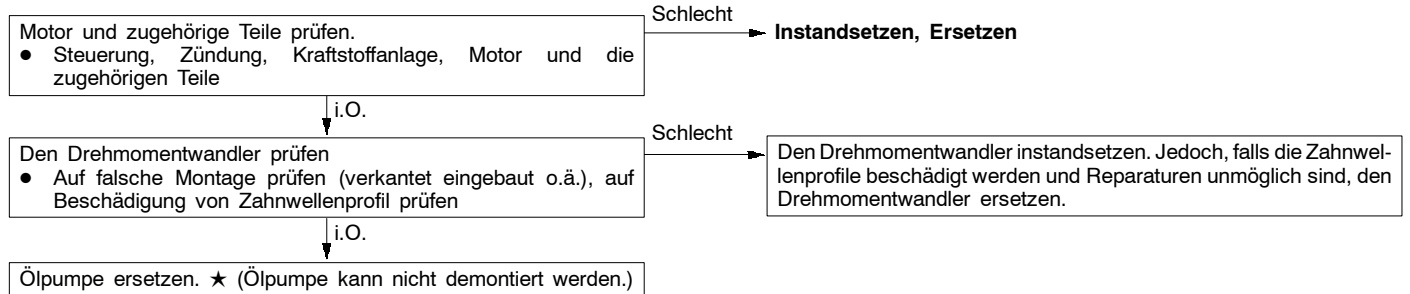 Motor und zugehörige Teile prüfen.
● Steuerung, Zündung, Kraftstoffanlage, Motor und die
zugehörigen Teile
Schlecht
Instandsetzen, Ersetzen
i.O.
Den Drehmomentwandler prüfen
● Auf falsche Montage prüfen (verkantet eingebaut o.ä.), auf
Beschädigung von Zahnwellenprofil prüfen
Schlecht
Den Drehmomentwandler instandsetzen. Jedoch, falls die Zahnwel-
lenprofile beschädigt werden und Reparaturen unmöglich sind, den
Drehmomentwandler ersetzen.
i.O.
Ölpumpe ersetzen. ★ (Ölpumpe kann nicht demontiert werden.)